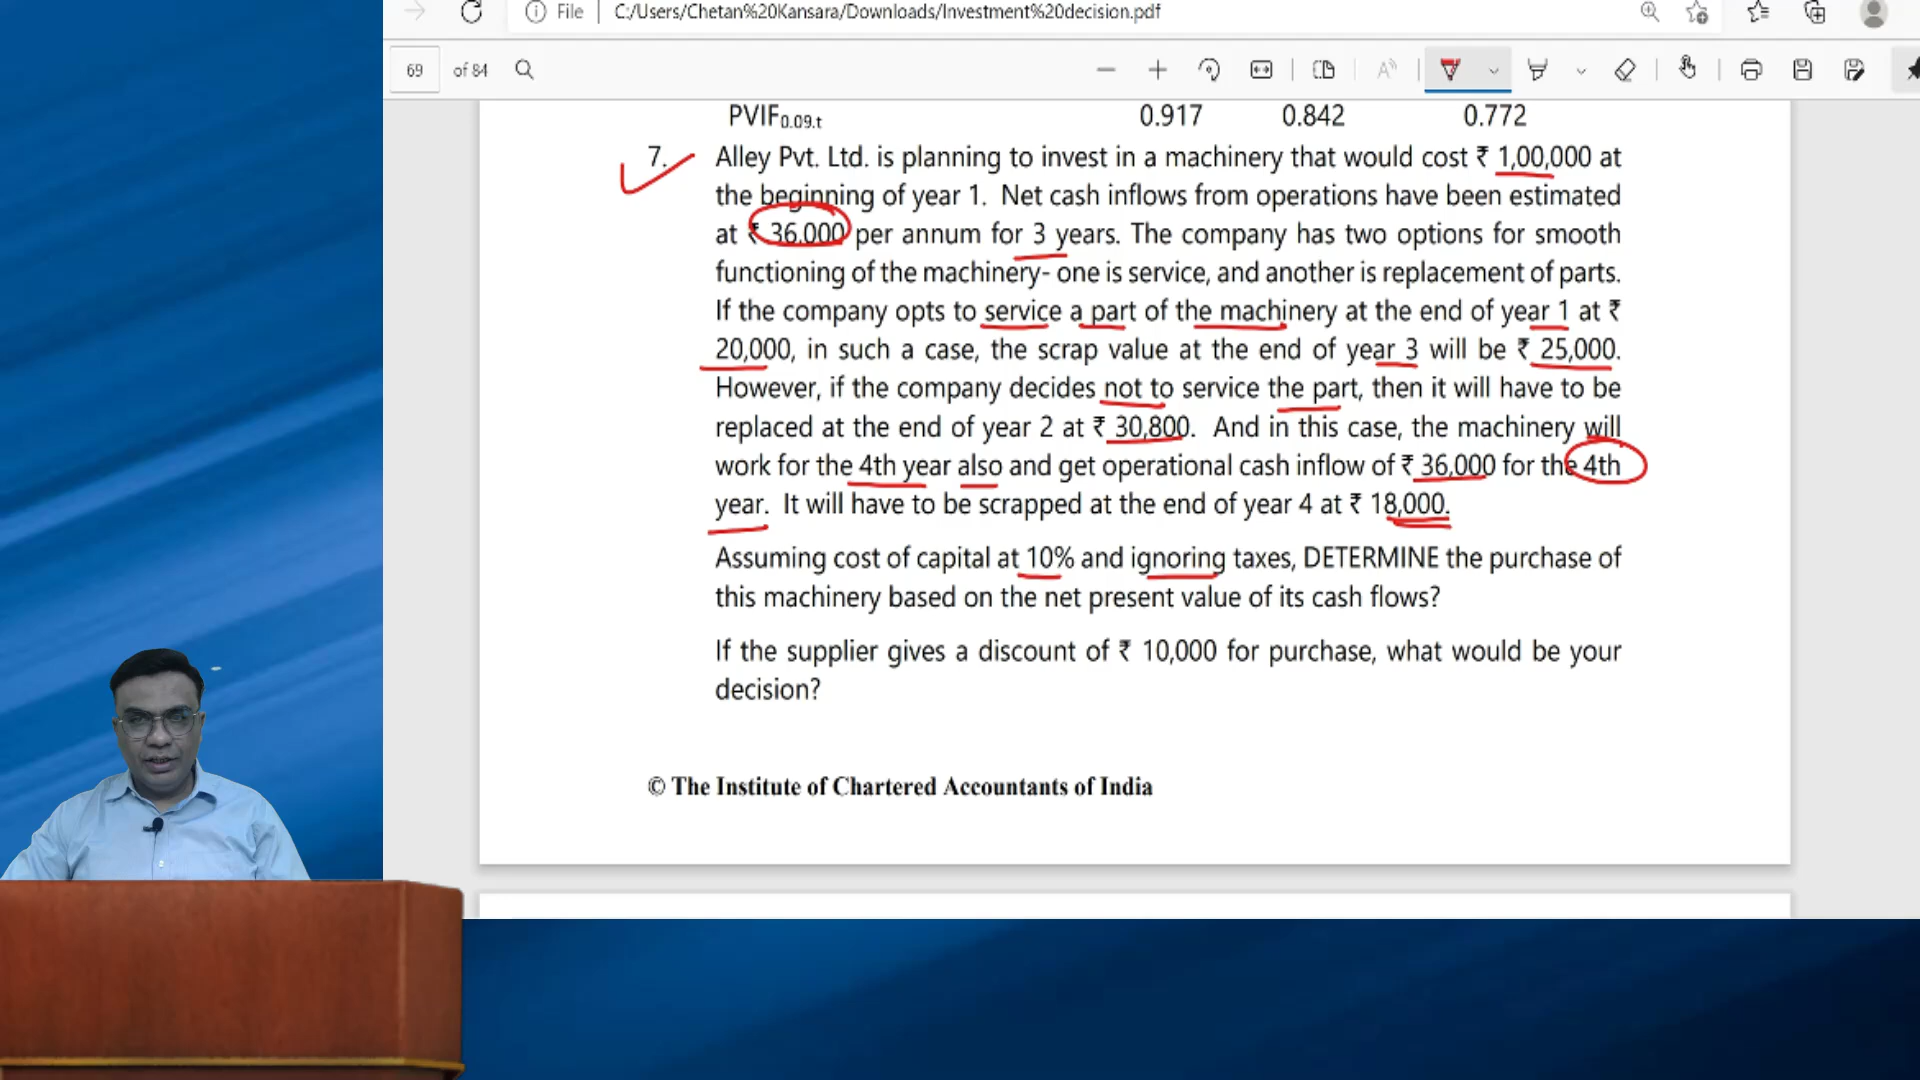 File
C:/Users/Chetan%20Kansara/Downloads/Investment%20decision.pdf
69 of 84
PVIF0.09.t 0.917 0.842 0.772
7. Alley Pvt. Ltd. is planning to invest in a machinery that would cost ₹ 1,00,000 at
the beginning of year 1. Net cash inflows from operations have been estimated
at ₹ 36,000 per annum for 3 years. The company has two options for smooth
functioning of the machinery- one is service, and another is replacement of parts.
If the company opts to service a part of the machinery at the end of year 1 at ₹
20,000, in such a case, the scrap value at the end of year 3 will be ₹ 25,000.
However, if the company decides not to service the part, then it will have to be
replaced at the end of year 2 at ₹ 30,800. And in this case, the machinery will
work for the 4th year also and get operational cash inflow of ₹ 36,000 for the 4th
year. It will have to be scrapped at the end of year 4 at ₹ 18,000.
Assuming cost of capital at 10% and ignoring taxes, DETERMINE the purchase of
this machinery based on the net present value of its cash flows?
If the supplier gives a discount of ₹ 10,000 for purchase, what would be your
decision?
© The Institute of Chartered Accountants of India